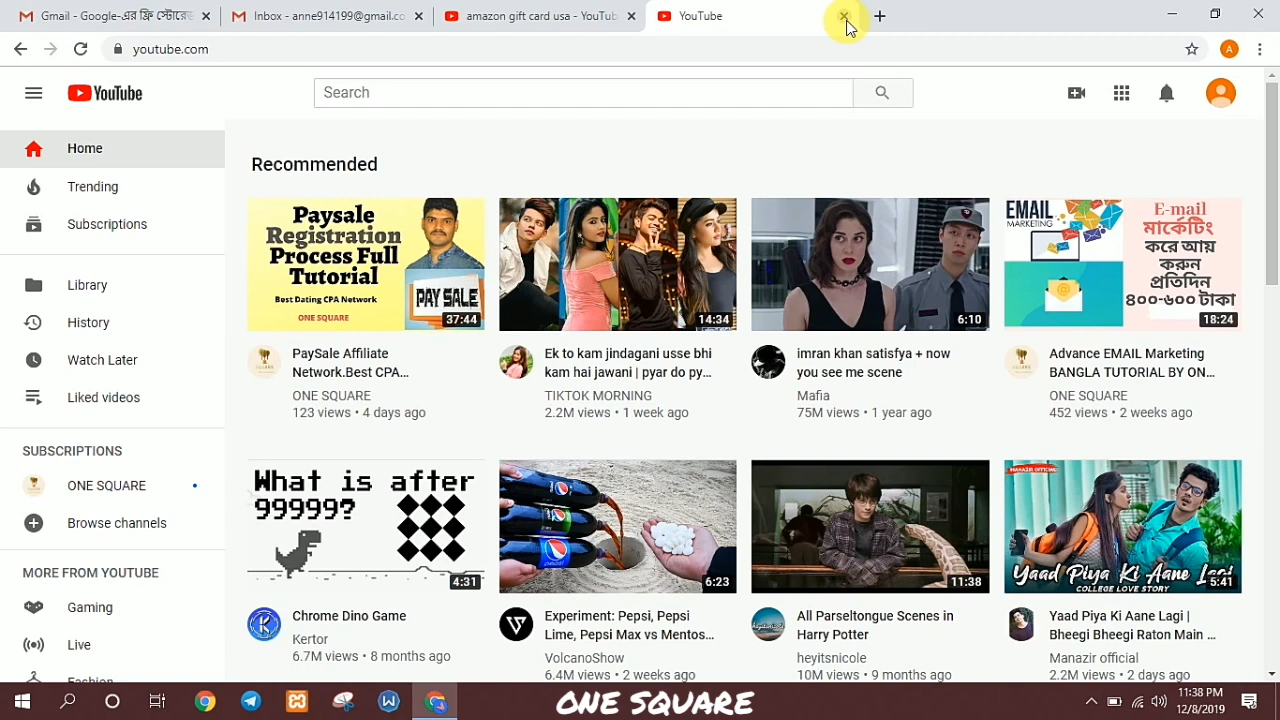 Gmail - Google-এর ফ্রি স্টোরেজ
Inbox - anne914199@gmail.co
amazon gift card usa - YouTub
YouTube
youtube.com
A
YouTube
Search
Home
Trending
Subscriptions
Library
History
Watch Later
Liked videos
SUBSCRIPTIONS
ONE SQUARE
Browse channels
MORE FROM YOUTUBE
Gaming
Live
Fashion
Recommended
Paysale
Registration
Process Full
Tutorial
Best Dating CPA Network
ONE SQUARE
PAY SALE
37:44
PaySale Affiliate
Network.Best CPA...
ONE SQUARE
123 views • 4 days ago
14:34
Ek to kam jindagani usse bhi
kam hai jawani | pyar do py...
TIKTOK MORNING
2.2M views • 1 week ago
6:10
imran khan satisfya + now
you see me scene
Mafia
75M views • 1 year ago
EMAIL
MARKETING
E-mail
মার্কেটিং
করে আয়
করুন
প্রতিদিন
৪০০-৬০০ টাকা
18:24
Advance EMAIL Marketing
BANGLA TUTORIAL BY ON...
ONE SQUARE
452 views • 2 weeks ago
What is after
99999?
4:31
Chrome Dino Game
Kertor
6.7M views • 8 months ago
6:23
Experiment: Pepsi, Pepsi
Lime, Pepsi Max vs Mentos...
VolcanoShow
6.4M views • 2 weeks ago
11:38
All Parseltongue Scenes in
Harry Potter
heyitsnicole
10M views • 9 months ago
MANAZIR OFFICIAL
Yaad Piya Ki Aane Lagi
COLLEGE LOVE STORY
5:41
Yaad Piya Ki Aane Lagi |
Bheegi Bheegi Raton Main ...
Manazir official
2.2M views • 2 days ago
ONE SQUARE
11:38 PM
12/8/2019